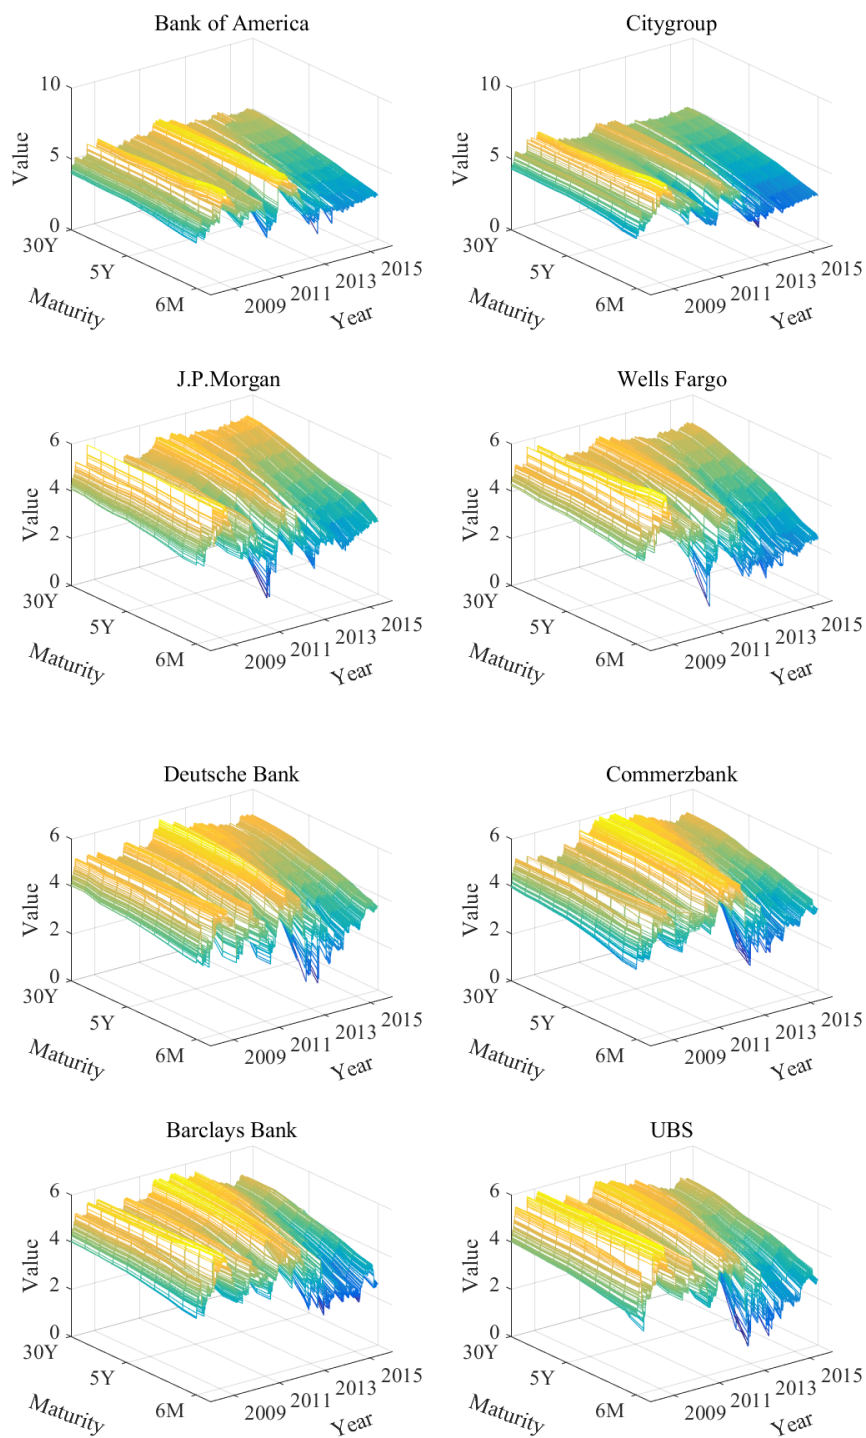 Bank of America
10
5
0
Value
30Y
5Y
6M
Maturity
2009
2011
2013
2015
Year
Citygroup
10
5
0
Value
30Y
5Y
6M
Maturity
2009
2011
2013
2015
Year
J.P.Morgan
6
4
2
0
Value
30Y
5Y
6M
Maturity
2009
2011
2013
2015
Year
Wells Fargo
6
4
2
0
Value
30Y
5Y
6M
Maturity
2009
2011
2013
2015
Year
Deutsche Bank
6
4
2
0
Value
30Y
5Y
6M
Maturity
2009
2011
2013
2015
Year
Commerzbank
6
4
2
0
Value
30Y
5Y
6M
Maturity
2009
2011
2013
2015
Year
Barclays Bank
6
4
2
0
Value
30Y
5Y
6M
Maturity
2009
2011
2013
2015
Year
UBS
6
4
2
0
Value
30Y
5Y
6M
Maturity
2009
2011
2013
2015
Year